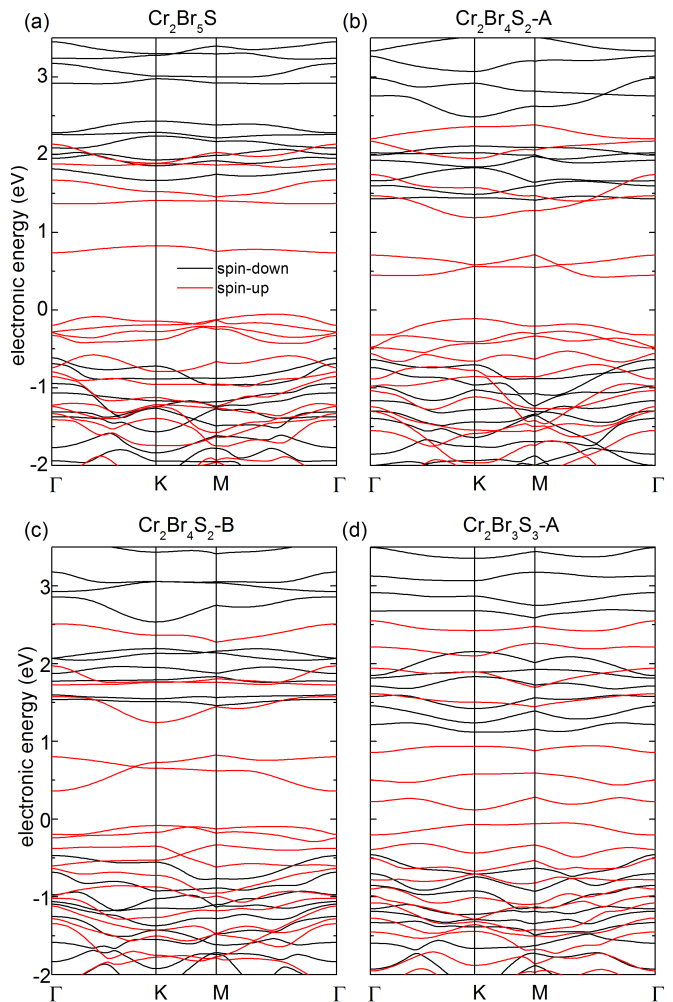 (a) Cr₂Br₅S
(b) Cr₂Br₄S₂-A
electronic energy (eV)
3
2
1
0
-1
-2
spin-down
spin-up
Γ K M Γ
Γ K M Γ
(c) Cr₂Br₄S₂-B
(d) Cr₂Br₃S₃-A
electronic energy (eV)
3
2
1
0
-1
-2
Γ K M Γ
Γ K M Γ